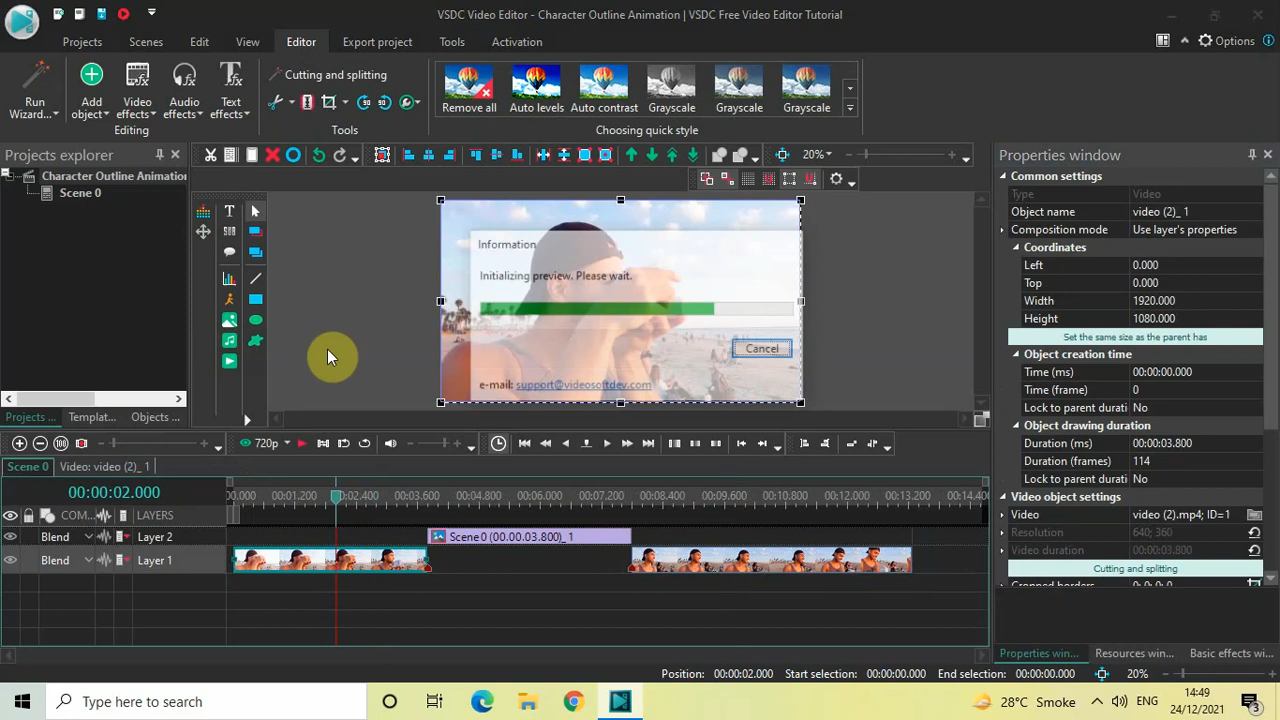 VSDC Video Editor - Character Outline Animation | VSDC Free Video Editor Tutorial
Projects Scenes Edit View Editor Export project Tools Activation Options
Run Wizard...
Add object
Video effects
Audio effects
Text effects
Editing
Cutting and splitting
Tools
Remove all
Auto levels
Auto contrast
Grayscale
Grayscale
Grayscale
Choosing quick style
Projects explorer
20%
Properties window
Character Outline Animatio
Scene 0
Common settings
Type Video
Object name video (2)_ 1
Composition mode Use layer's properties
Coordinates
Left 0.000
Top 0.000
Width 1920.000
Height 1080.000
Set the same size as the parent has
Object creation time
Time (ms) 00:00:00.000
Time (frame) 0
Lock to parent durati No
Object drawing duration
Duration (ms) 00:00:03.800
Duration (frames) 114
Lock to parent durati No
Video object settings
Video video (2).mp4; ID=1
Resolution 640; 360
Video duration 00:00:03.800
Cutting and splitting
Cropped borders 0; 0; 0; 0
Information
Initializing preview. Please wait.
Cancel
e-mail: support@videosoftdev.com
Projects ... Templat... Objects ...
720p
Scene 0 Video: video (2)_ 1
00:00:02.000
0.000 00:01.200 00:02.400 00:03.600 00:04.800 00:06.000 00:07.200 00:08.400 00:09.600 00:10.800 00:12.000 00:13.200 00:14.40
COM... LAYERS
Blend Layer 2
Scene 0 (00.00.03.800)_ 1
Blend Layer 1
Properties win... Resources win... Basic effects wi...
Position: 00:00:02.000 Start selection: 00:00:00.000 End selection: 00:00:00.000 20%
Type here to search
28°C Smoke
ENG
14:49
24/12/2021
3